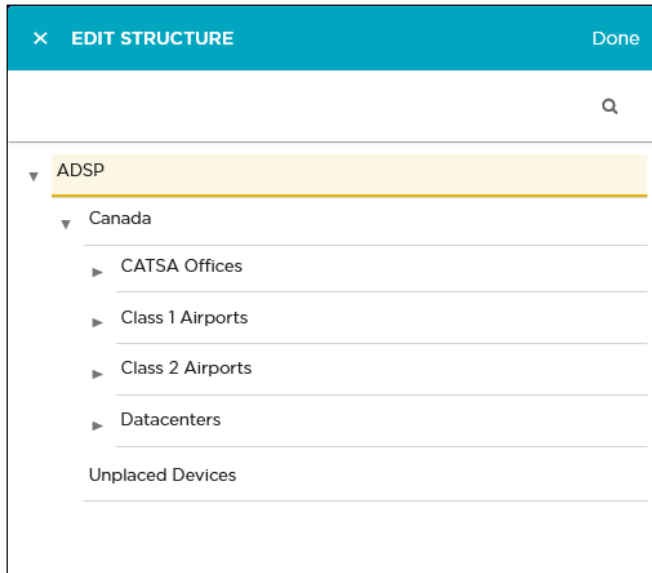 × EDIT STRUCTURE Done
ADSP
Canada
CATSA Offices
Class 1 Airports
Class 2 Airports
Datacenters
Unplaced Devices